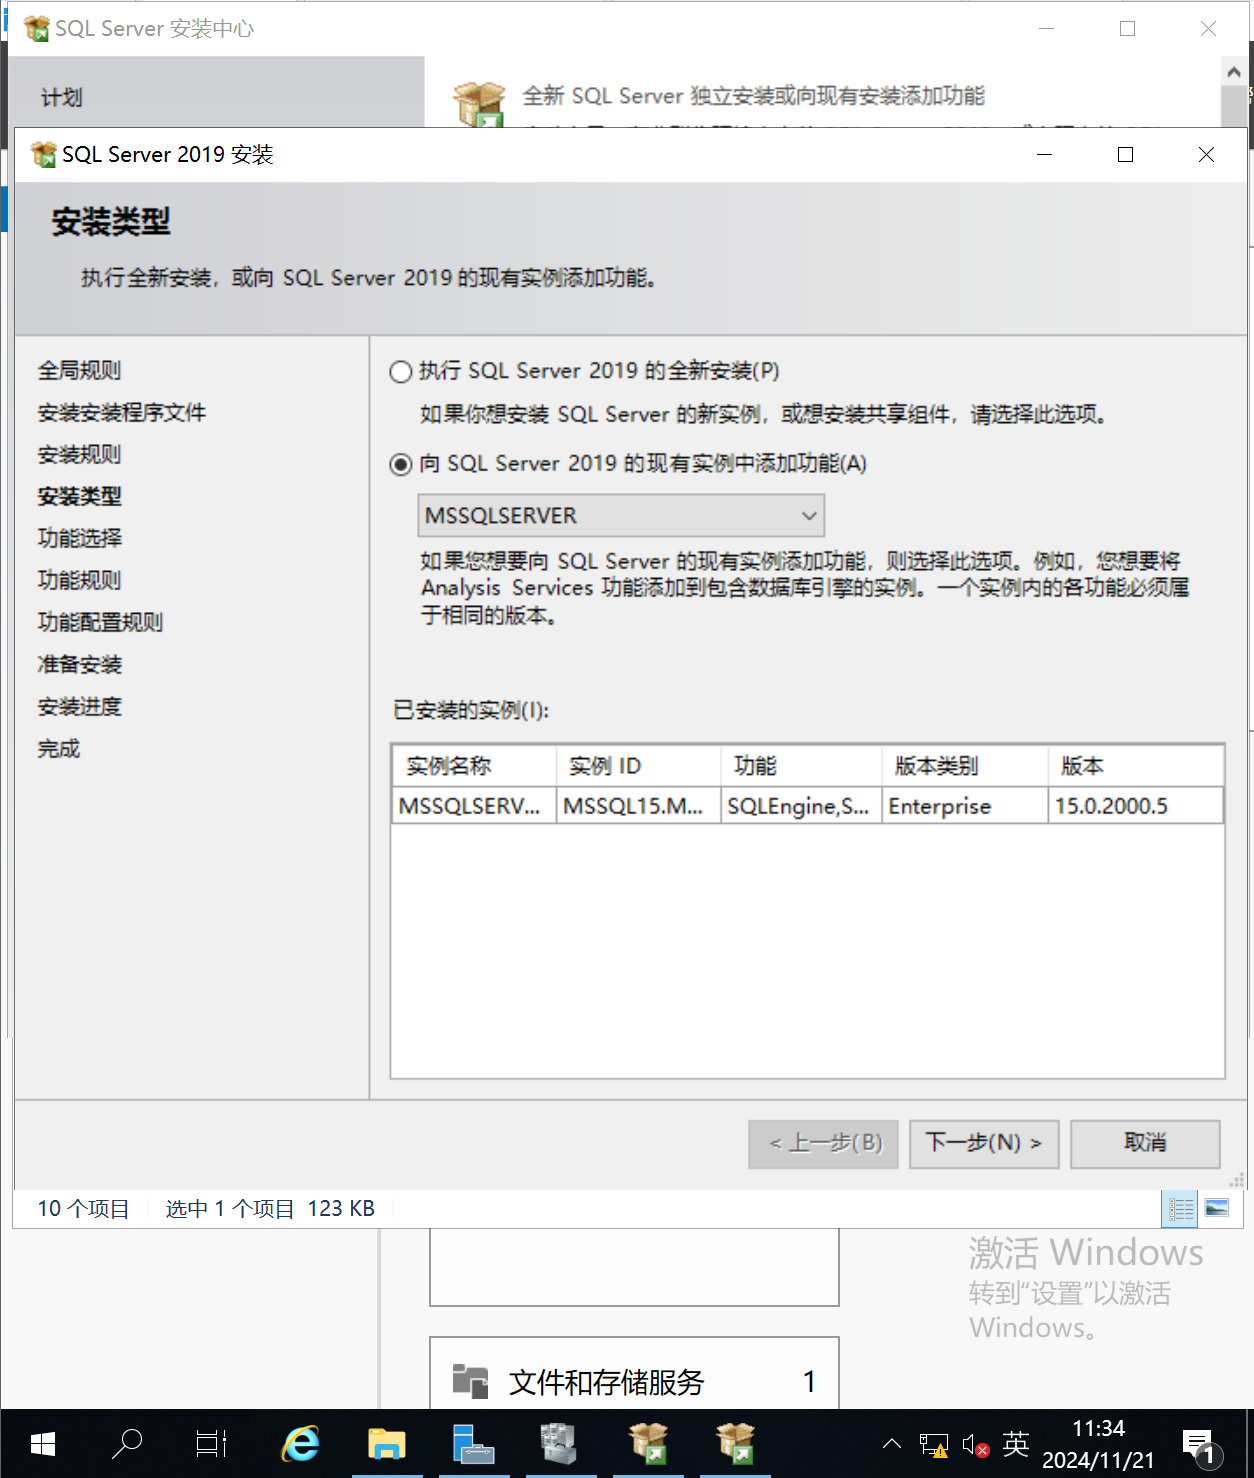 SQL Server 安装中心
计划
全新 SQL Server 独立安装或向现有安装添加功能
SQL Server 2019 安装
安装类型
执行全新安装，或向 SQL Server 2019 的现有实例添加功能。
全局规则
安装安装程序文件
安装规则
安装类型
功能选择
功能规则
功能配置规则
准备安装
安装进度
完成
执行 SQL Server 2019 的全新安装(P)
如果你想安装 SQL Server 的新实例，或想安装共享组件，请选择此选项。
向 SQL Server 2019 的现有实例中添加功能(A)
MSSQLSERVER
如果您想要向 SQL Server 的现有实例添加功能，则选择此选项。例如，您想要将
Analysis Services 功能添加到包含数据库引擎的实例。一个实例内的各功能必须属
于相同的版本。
已安装的实例(I):
实例名称 实例 ID 功能 版本类别 版本
MSSQLSERV... MSSQL15.M... SQLEngine,S... Enterprise 15.0.2000.5
< 上一步(B) 下一步(N) > 取消
10 个项目 选中 1 个项目 123 KB
激活 Windows
转到“设置”以激活
Windows。
文件和存储服务 1
英
11:34
2024/11/21
1